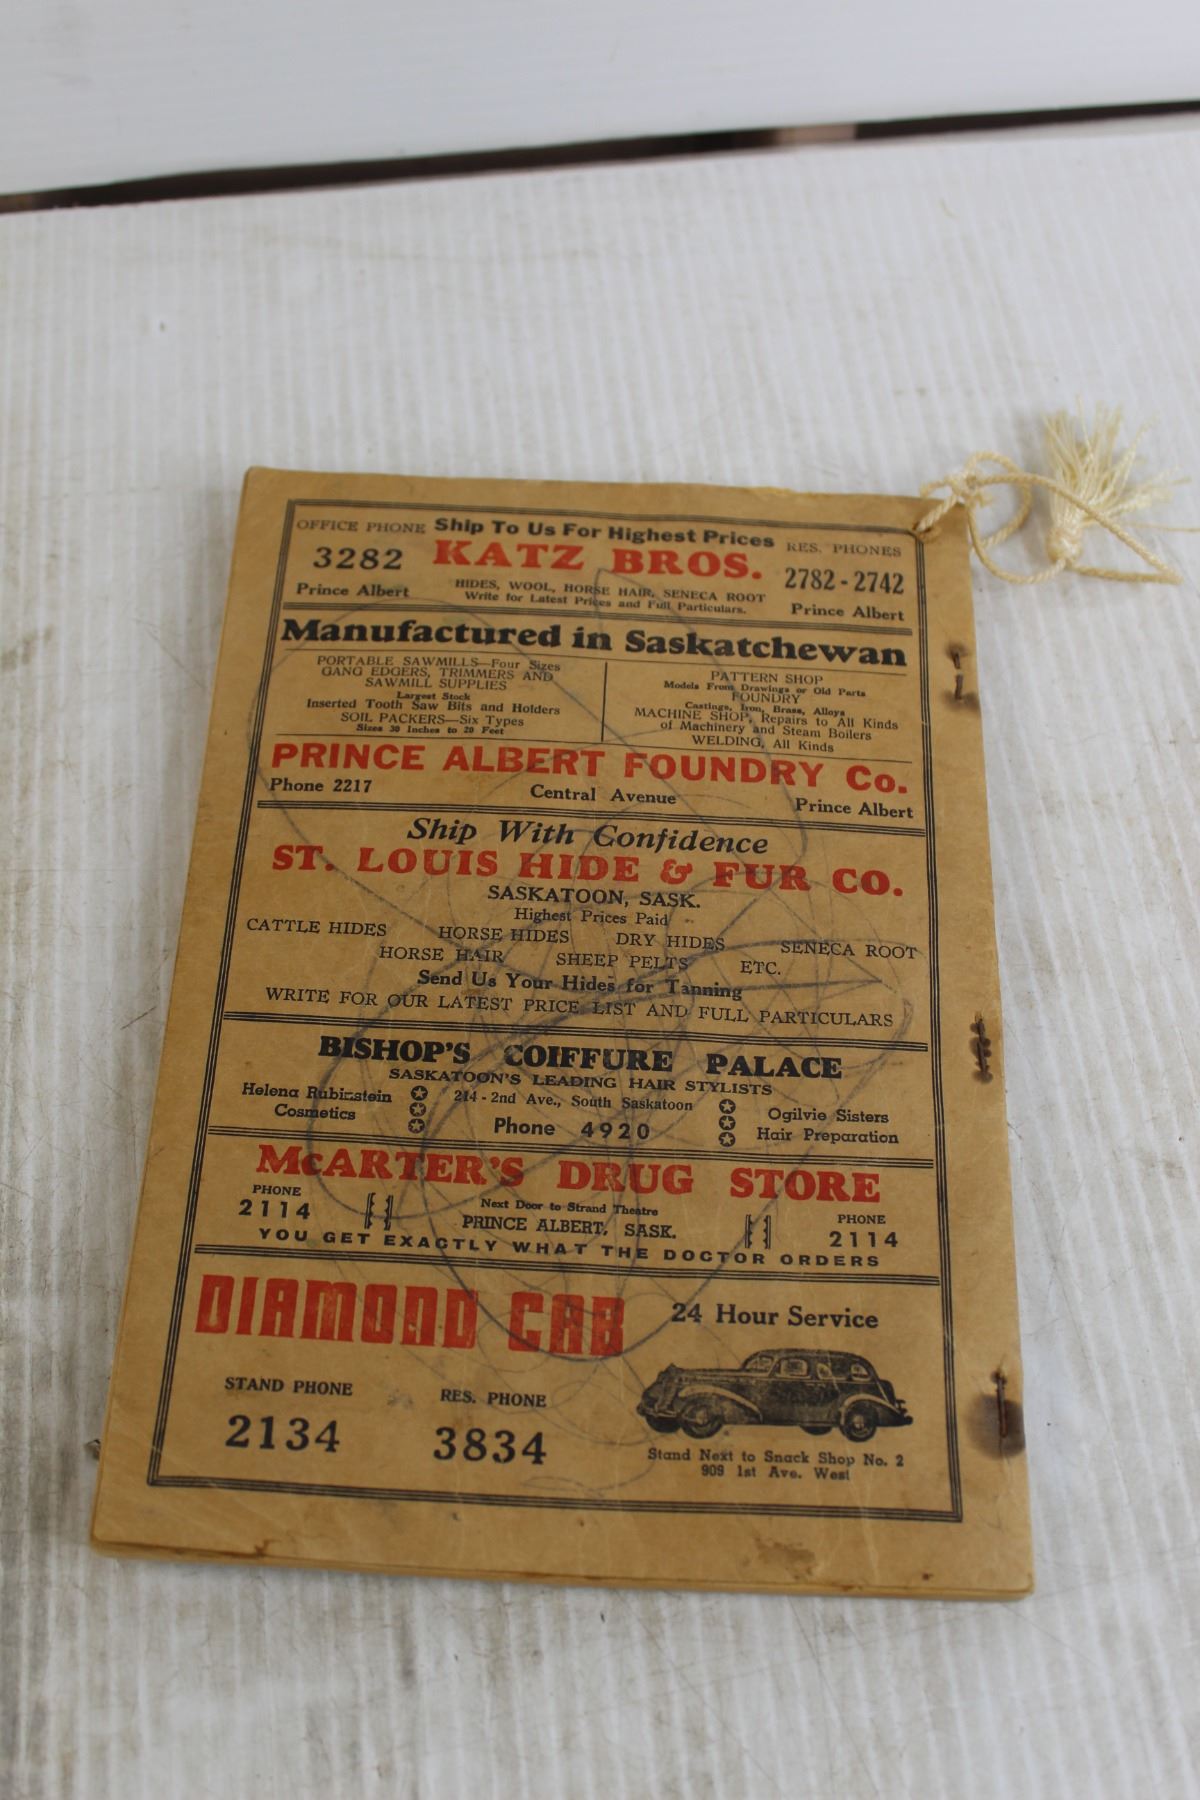 OFFICE PHONE Ship To Us For Highest Prices RES. PHONES
3282 KATZ BROS. 2782 - 2742
Prince Albert HIDES, WOOL, HORSE HAIR, SENECA ROOT Prince Albert
Write for Latest Prices and Full Particulars.
Manufactured in Saskatchewan
PORTABLE SAWMILLS—Four Sizes
GANG EDGERS, TRIMMERS AND
SAWMILL SUPPLIES
Largest Stock
Inserted Tooth Saw Bits and Holders
SOIL PACKERS—Six Types
Sizes 30 Inches to 20 Feet
PATTERN SHOP
Models From Drawings or Old Parts
FOUNDRY
Castings, Iron, Brass, Alloys
MACHINE SHOP, Repairs to All Kinds
of Machinery and Steam Boilers
WELDING, All Kinds
PRINCE ALBERT FOUNDRY Co.
Phone 2217 Central Avenue Prince Albert
Ship With Confidence
ST. LOUIS HIDE & FUR CO.
SASKATOON, SASK.
Highest Prices Paid
CATTLE HIDES HORSE HIDES DRY HIDES SENECA ROOT
HORSE HAIR SHEEP PELTS ETC.
Send Us Your Hides for Tanning
WRITE FOR OUR LATEST PRICE LIST AND FULL PARTICULARS
BISHOP'S COIFFURE PALACE
SASKATOON'S LEADING HAIR STYLISTS
Helena Rubinstein 214 - 2nd Ave., South Saskatoon Ogilvie Sisters
Cosmetics Phone 4920 Hair Preparation
McARTER'S DRUG STORE
PHONE Next Door to Strand Theatre PHONE
2114 PRINCE ALBERT, SASK. 2114
YOU GET EXACTLY WHAT THE DOCTOR ORDERS
DIAMOND CAB 24 Hour Service
STAND PHONE RES. PHONE
2134 3834
Stand Next to Snack Shop No. 2
909 1st Ave. West